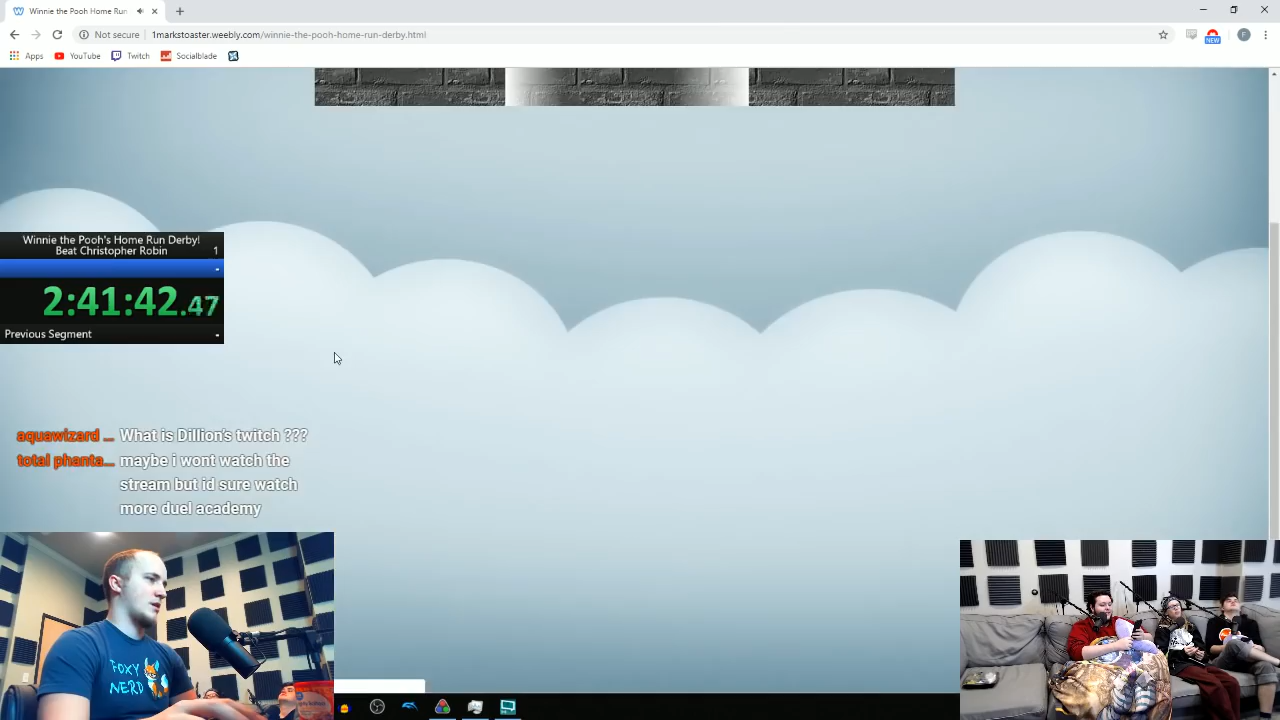 Winnie the Pooh Home Run
Not secure
1markstoaster.weebly.com/winnie-the-pooh-home-run-derby.html
NEW
F
Apps
YouTube
Twitch
Socialblade
Winnie the Pooh's Home Run Derby!
Beat Christopher Robin 1
-
2:41:42.47
Previous Segment -
aquawizard ... What is Dillion's twitch ???
total phanta... maybe i wont watch the
stream but id sure watch
more duel academy
FOXY
NERD